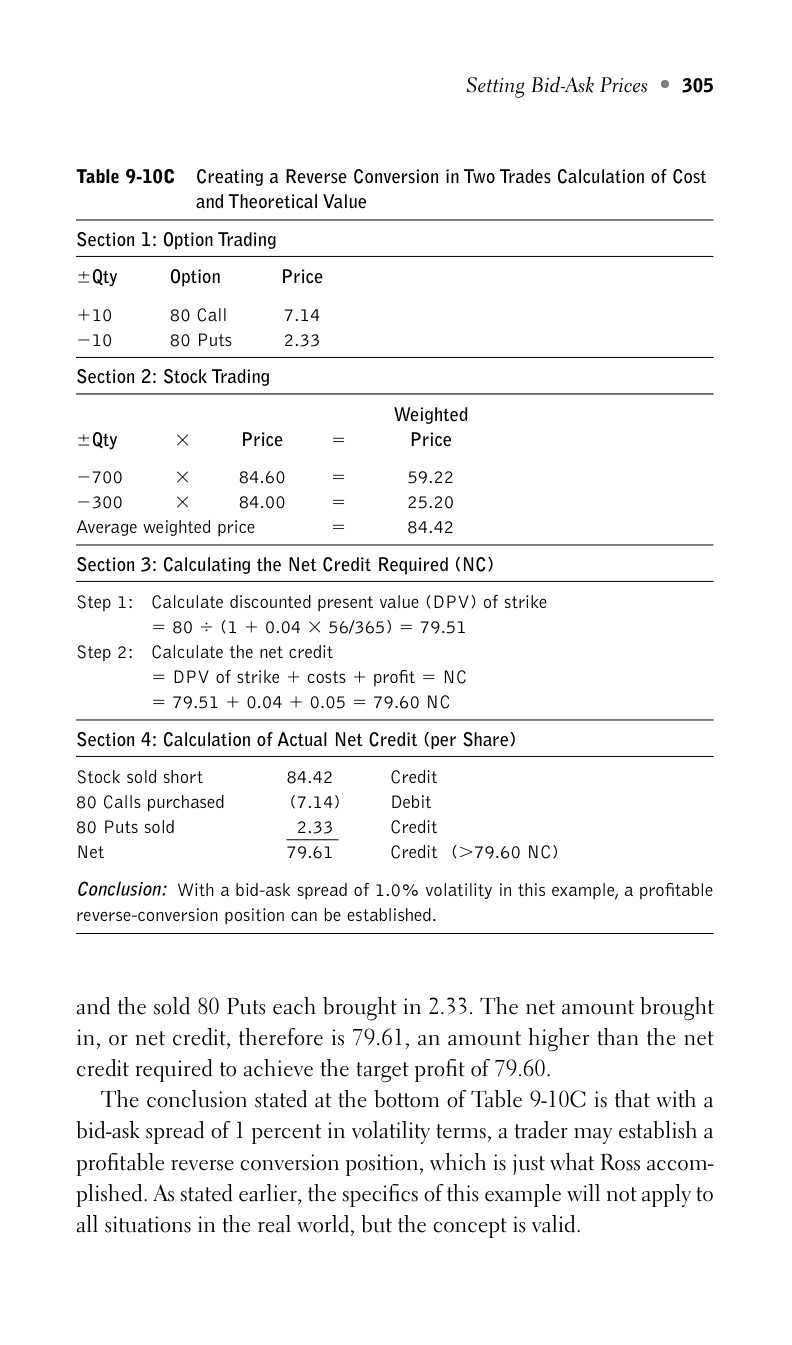 Setting Bid-Ask Prices • 305
Table 9-10C Creating a Reverse Conversion in Two Trades Calculation of Cost
and Theoretical Value
Section 1: Option Trading
±Qty Option Price
+10 80 Call 7.14
−10 80 Puts 2.33
Section 2: Stock Trading
Weighted
±Qty × Price = Price
−700 × 84.60 = 59.22
−300 × 84.00 = 25.20
Average weighted price = 84.42
Section 3: Calculating the Net Credit Required (NC)
Step 1: Calculate discounted present value (DPV) of strike
= 80 ÷ (1 + 0.04 × 56/365) = 79.51
Step 2: Calculate the net credit
= DPV of strike + costs + profit = NC
= 79.51 + 0.04 + 0.05 = 79.60 NC
Section 4: Calculation of Actual Net Credit (per Share)
Stock sold short 84.42 Credit
80 Calls purchased (7.14) Debit
80 Puts sold 2.33 Credit
Net 79.61 Credit (>79.60 NC)
Conclusion: With a bid-ask spread of 1.0% volatility in this example, a profitable
reverse-conversion position can be established.
and the sold 80 Puts each brought in 2.33. The net amount brought
in, or net credit, therefore is 79.61, an amount higher than the net
credit required to achieve the target profit of 79.60.
The conclusion stated at the bottom of Table 9-10C is that with a
bid-ask spread of 1 percent in volatility terms, a trader may establish a
profitable reverse conversion position, which is just what Ross accom-
plished. As stated earlier, the specifics of this example will not apply to
all situations in the real world, but the concept is valid.